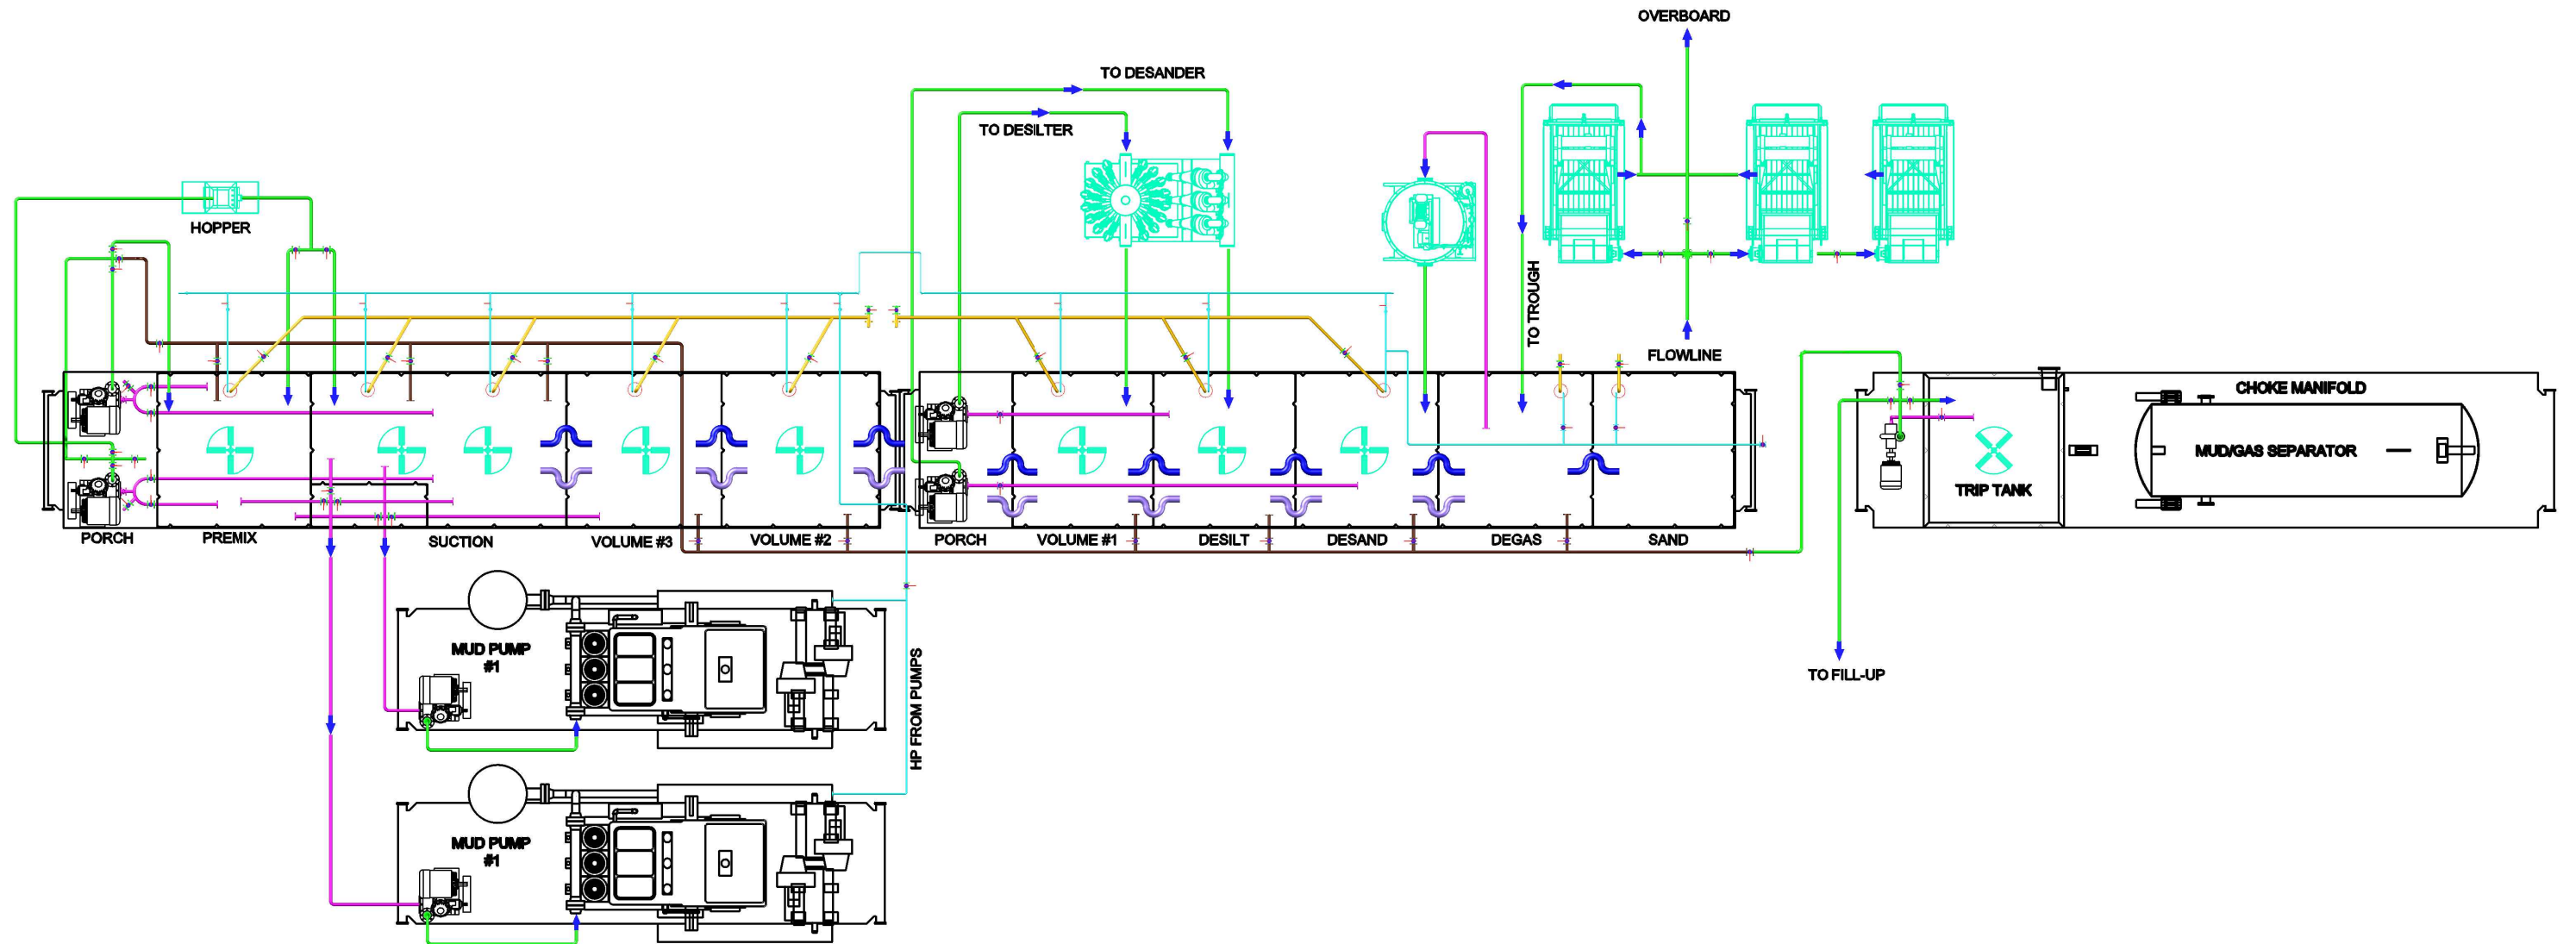 OVERBOARD
TO DESANDER
TO DESILTER
HOPPER
TO TROUGH
FLOWLINE
CHOKE MANIFOLD
MUD/GAS SEPARATOR
TRIP TANK
PORCH
PREMIX
SUCTION
VOLUME #3
VOLUME #2
PORCH
VOLUME #1
DESILT
DESAND
DEGAS
SAND
MUD PUMP
#1
HP FROM PUMPS
TO FILL-UP
MUD PUMP
#1